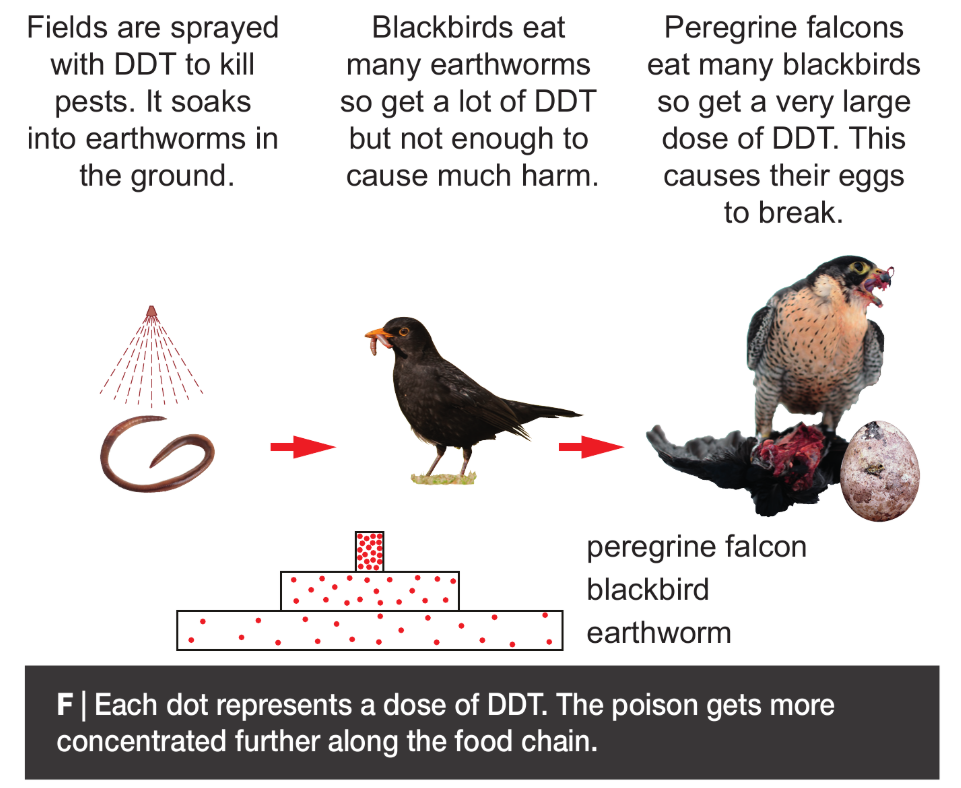 Fields are sprayed
with DDT to kill
pests. It soaks
into earthworms in
the ground.
Blackbirds eat
many earthworms
so get a lot of DDT
but not enough to
cause much harm.
Peregrine falcons
eat many blackbirds
so get a very large
dose of DDT. This
causes their eggs
to break.
peregrine falcon
blackbird
earthworm
F | Each dot represents a dose of DDT. The poison gets more
concentrated further along the food chain.